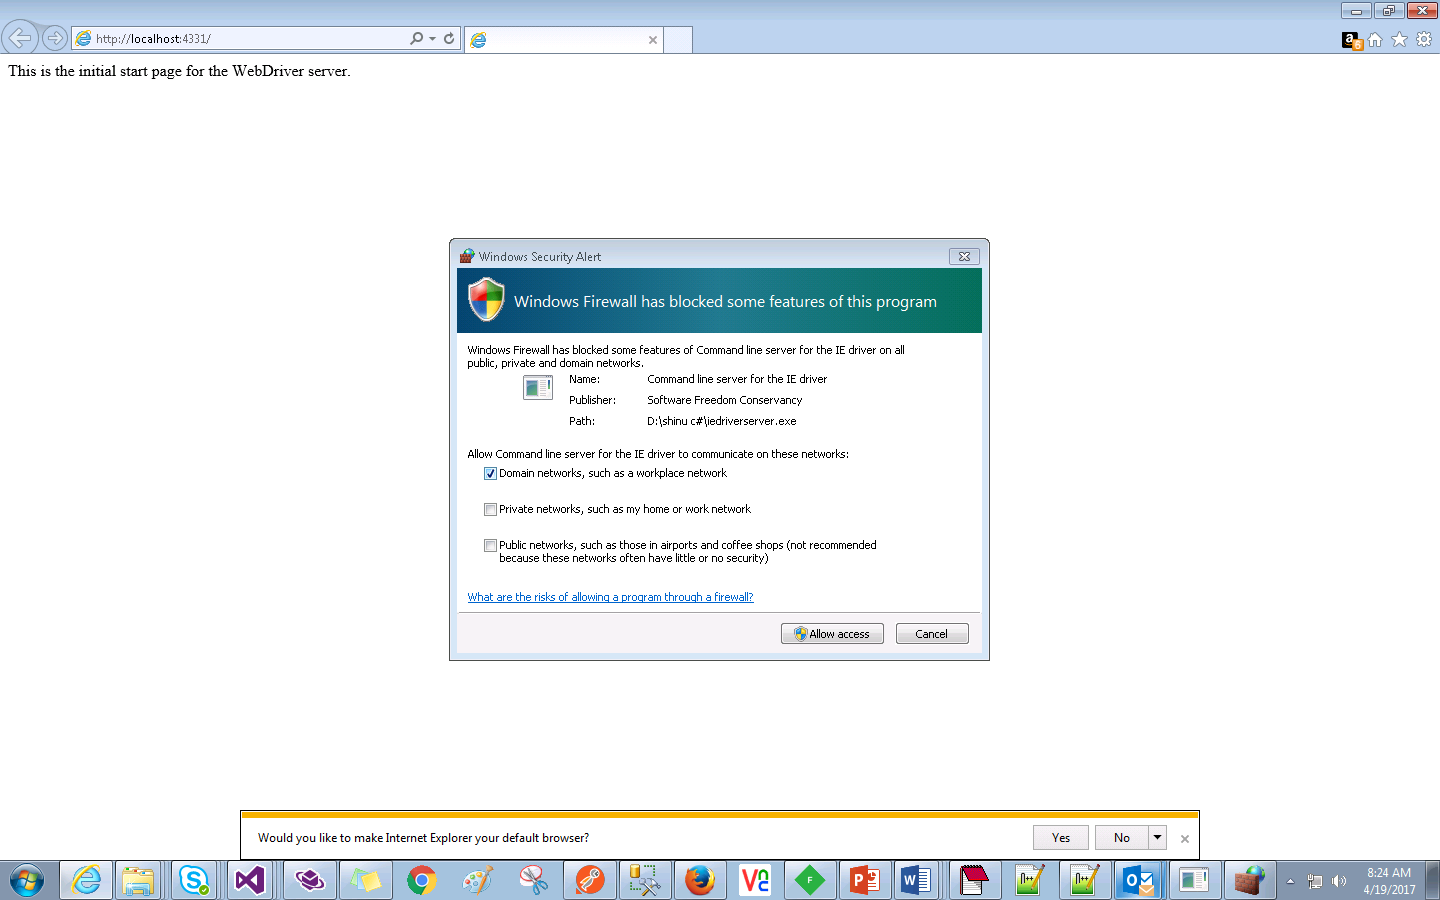 http://localhost:4331/
6
This is the initial start page for the WebDriver server.
Windows Security Alert
Windows Firewall has blocked some features of this program
Windows Firewall has blocked some features of Command line server for the IE driver on all
public, private and domain networks.
Name: Command line server for the IE driver
Publisher: Software Freedom Conservancy
Path: D:\shinu c#\iedriverserver.exe
Allow Command line server for the IE driver to communicate on these networks:
Domain networks, such as a workplace network
Private networks, such as my home or work network
Public networks, such as those in airports and coffee shops (not recommended
because these networks often have little or no security)
What are the risks of allowing a program through a firewall?
Allow access Cancel
Would you like to make Internet Explorer your default browser? Yes No
8:24 AM
4/19/2017